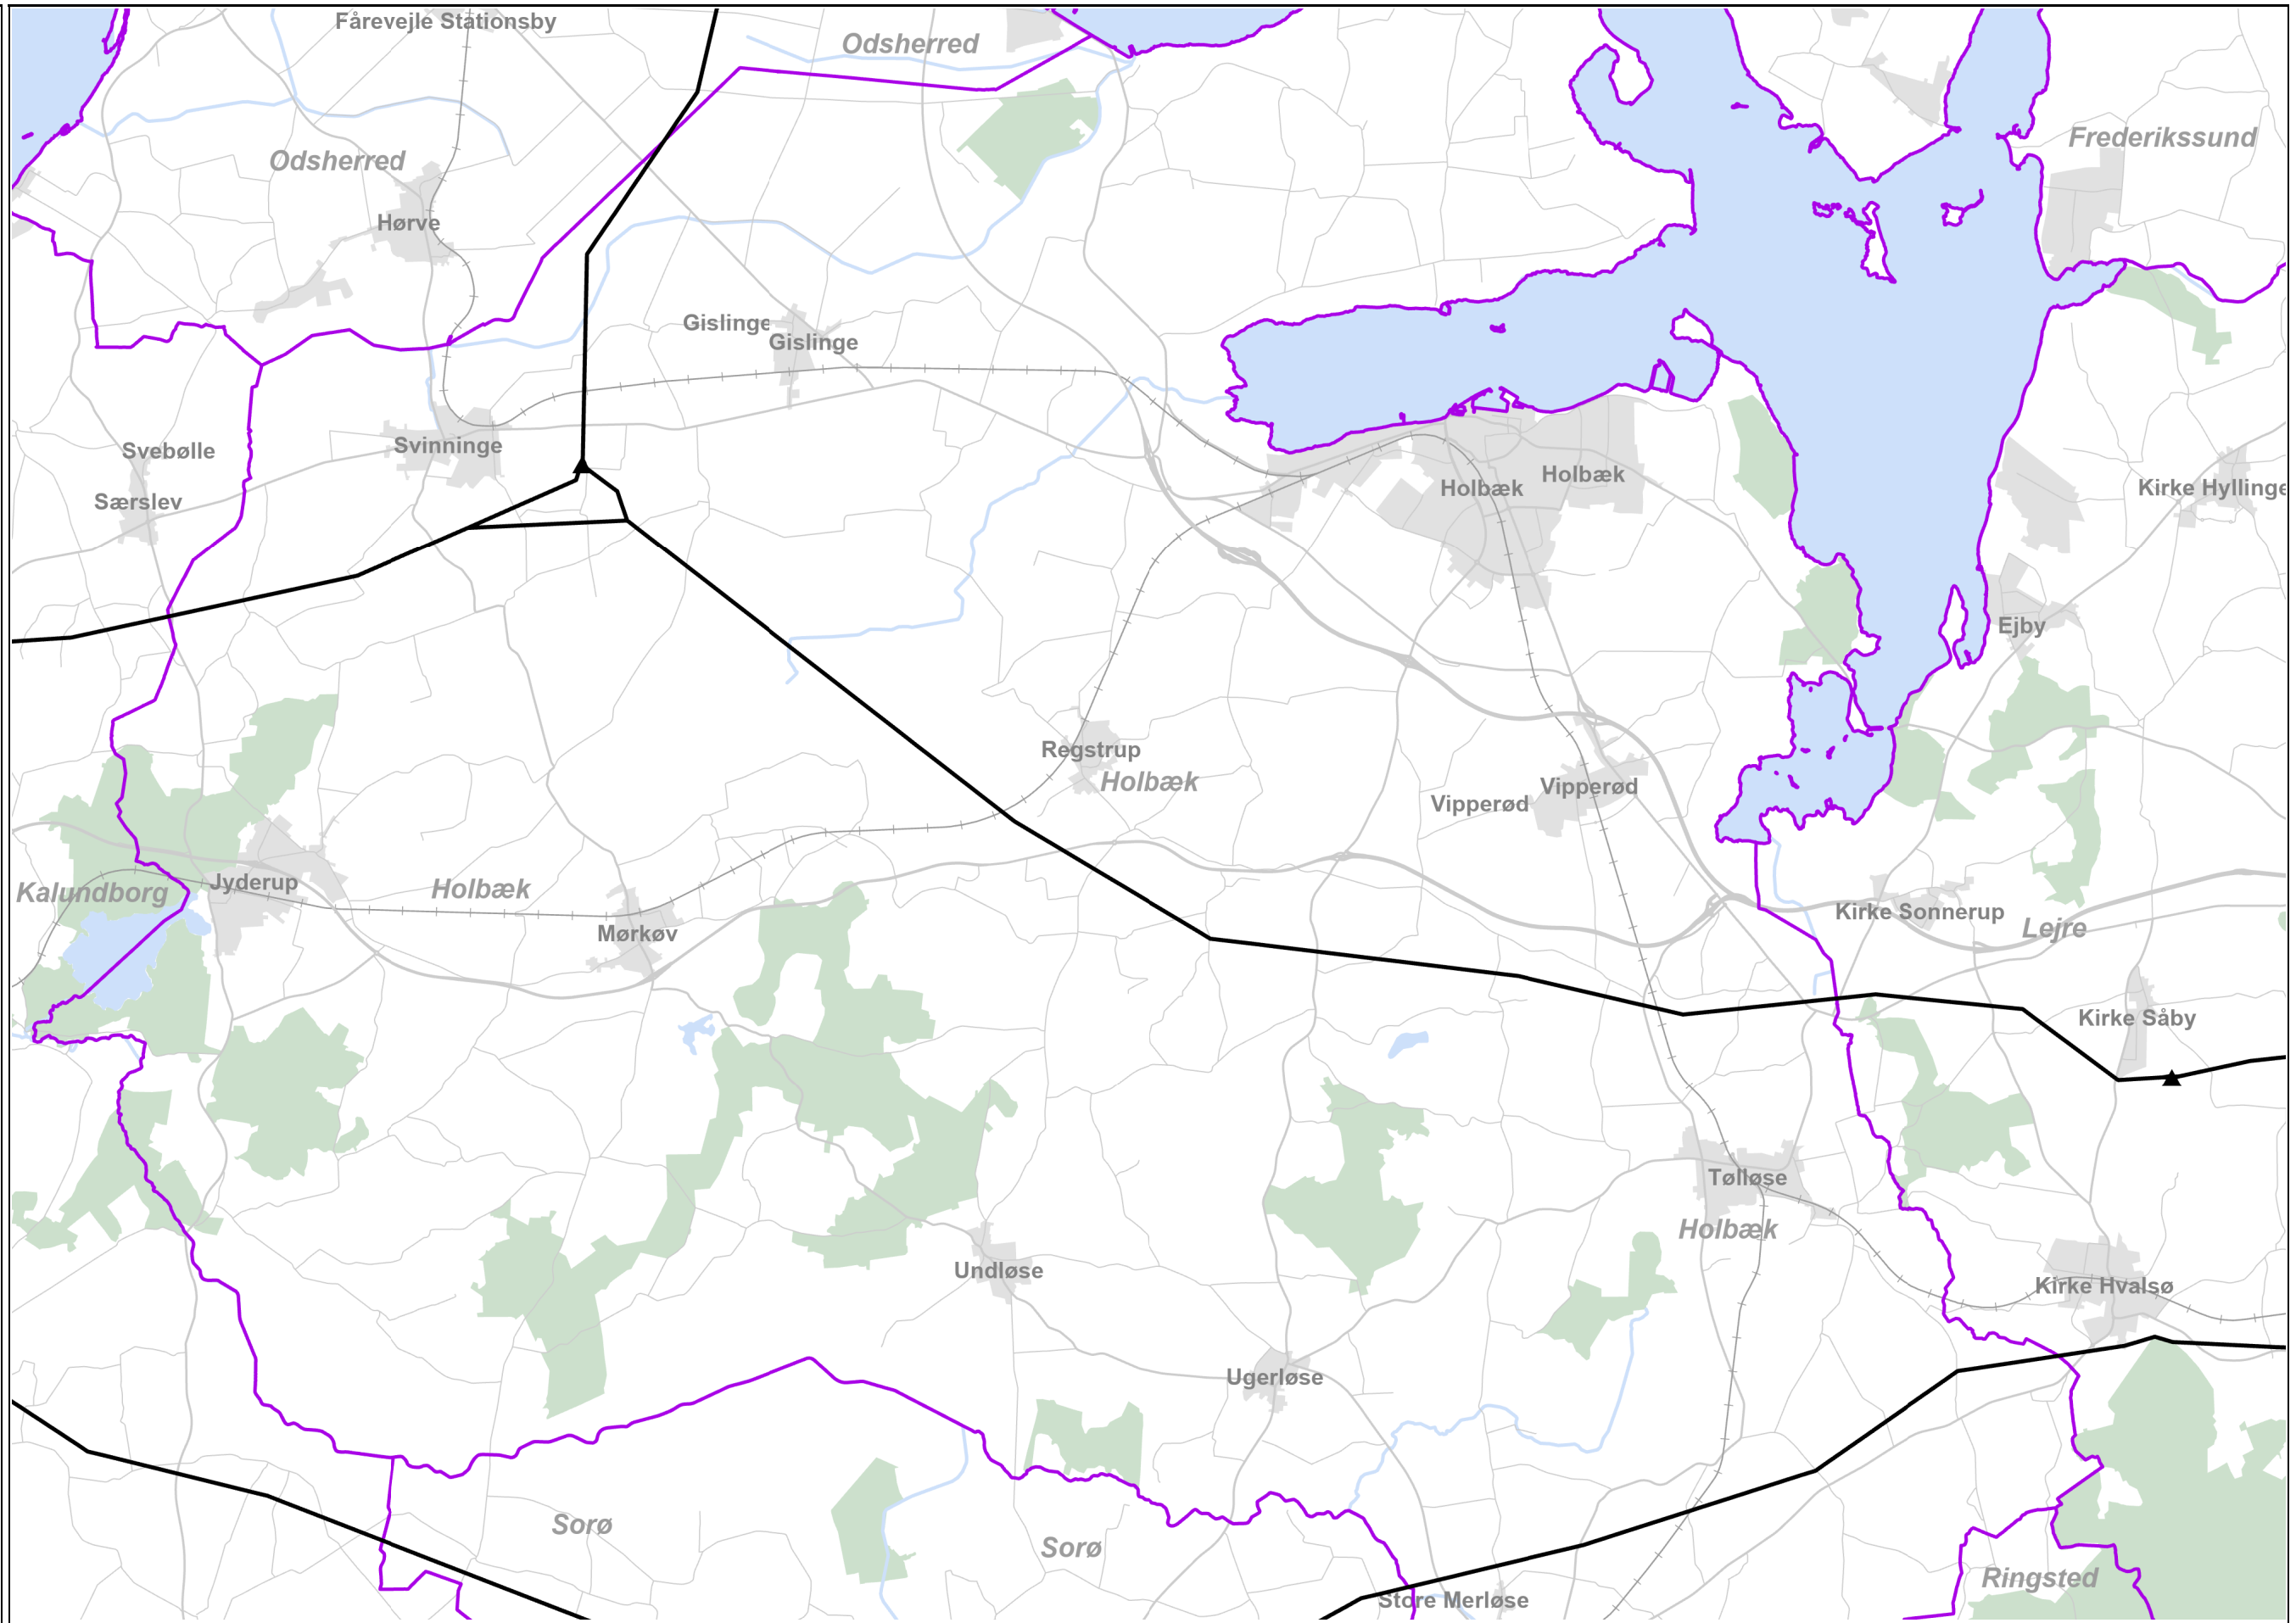 Fårevejle Stationsby
Odsherred
Frederikssund
Odsherred
Hørve
Gislinge
Gislinge
Svebølle
Svinninge
Særslev
Holbæk
Holbæk
Kirke Hyllinge
Ejby
Regstrup
Holbæk
Vipperød
Vipperød
Kalundborg
Jyderup
Holbæk
Mørkøv
Kirke Sonnerup
Lejre
Kirke Såby
Tølløse
Holbæk
Undløse
Kirke Hvalsø
Ugerløse
Sorø
Sorø
Ringsted
Store Merløse